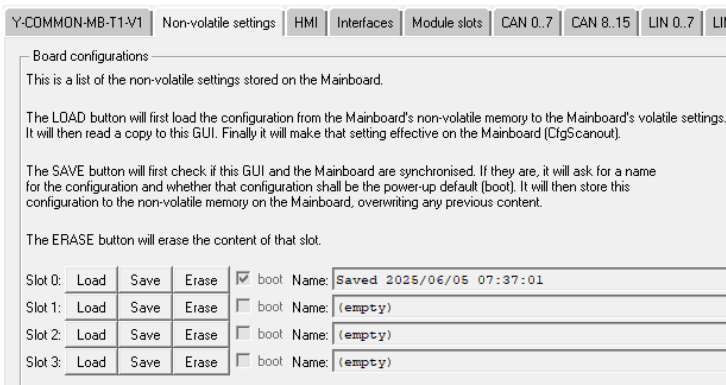 Y-COMMON-MB-T1-V1 Non-volatile settings HMI Interfaces Module slots CAN 0..7 CAN 8..15 LIN 0..7 LI
Board configurations
This is a list of the non-volatile settings stored on the Mainboard.
The LOAD button will first load the configuration from the Mainboard's non-volatile memory to the Mainboard's volatile settings.
It will then read a copy to this GUI. Finally it will make that setting effective on the Mainboard (CfgScanout).
The SAVE button will first check if this GUI and the Mainboard are synchronised. If they are, it will ask for a name
for the configuration and whether that configuration shall be the power-up default (boot). It will then store this
configuration to the non-volatile memory on the Mainboard, overwriting any previous content.
The ERASE button will erase the content of that slot.
Slot 0: Load Save Erase boot Name: Saved 2025/06/05 07:37:01
Slot 1: Load Save Erase boot Name: (empty)
Slot 2: Load Save Erase boot Name: (empty)
Slot 3: Load Save Erase boot Name: (empty)